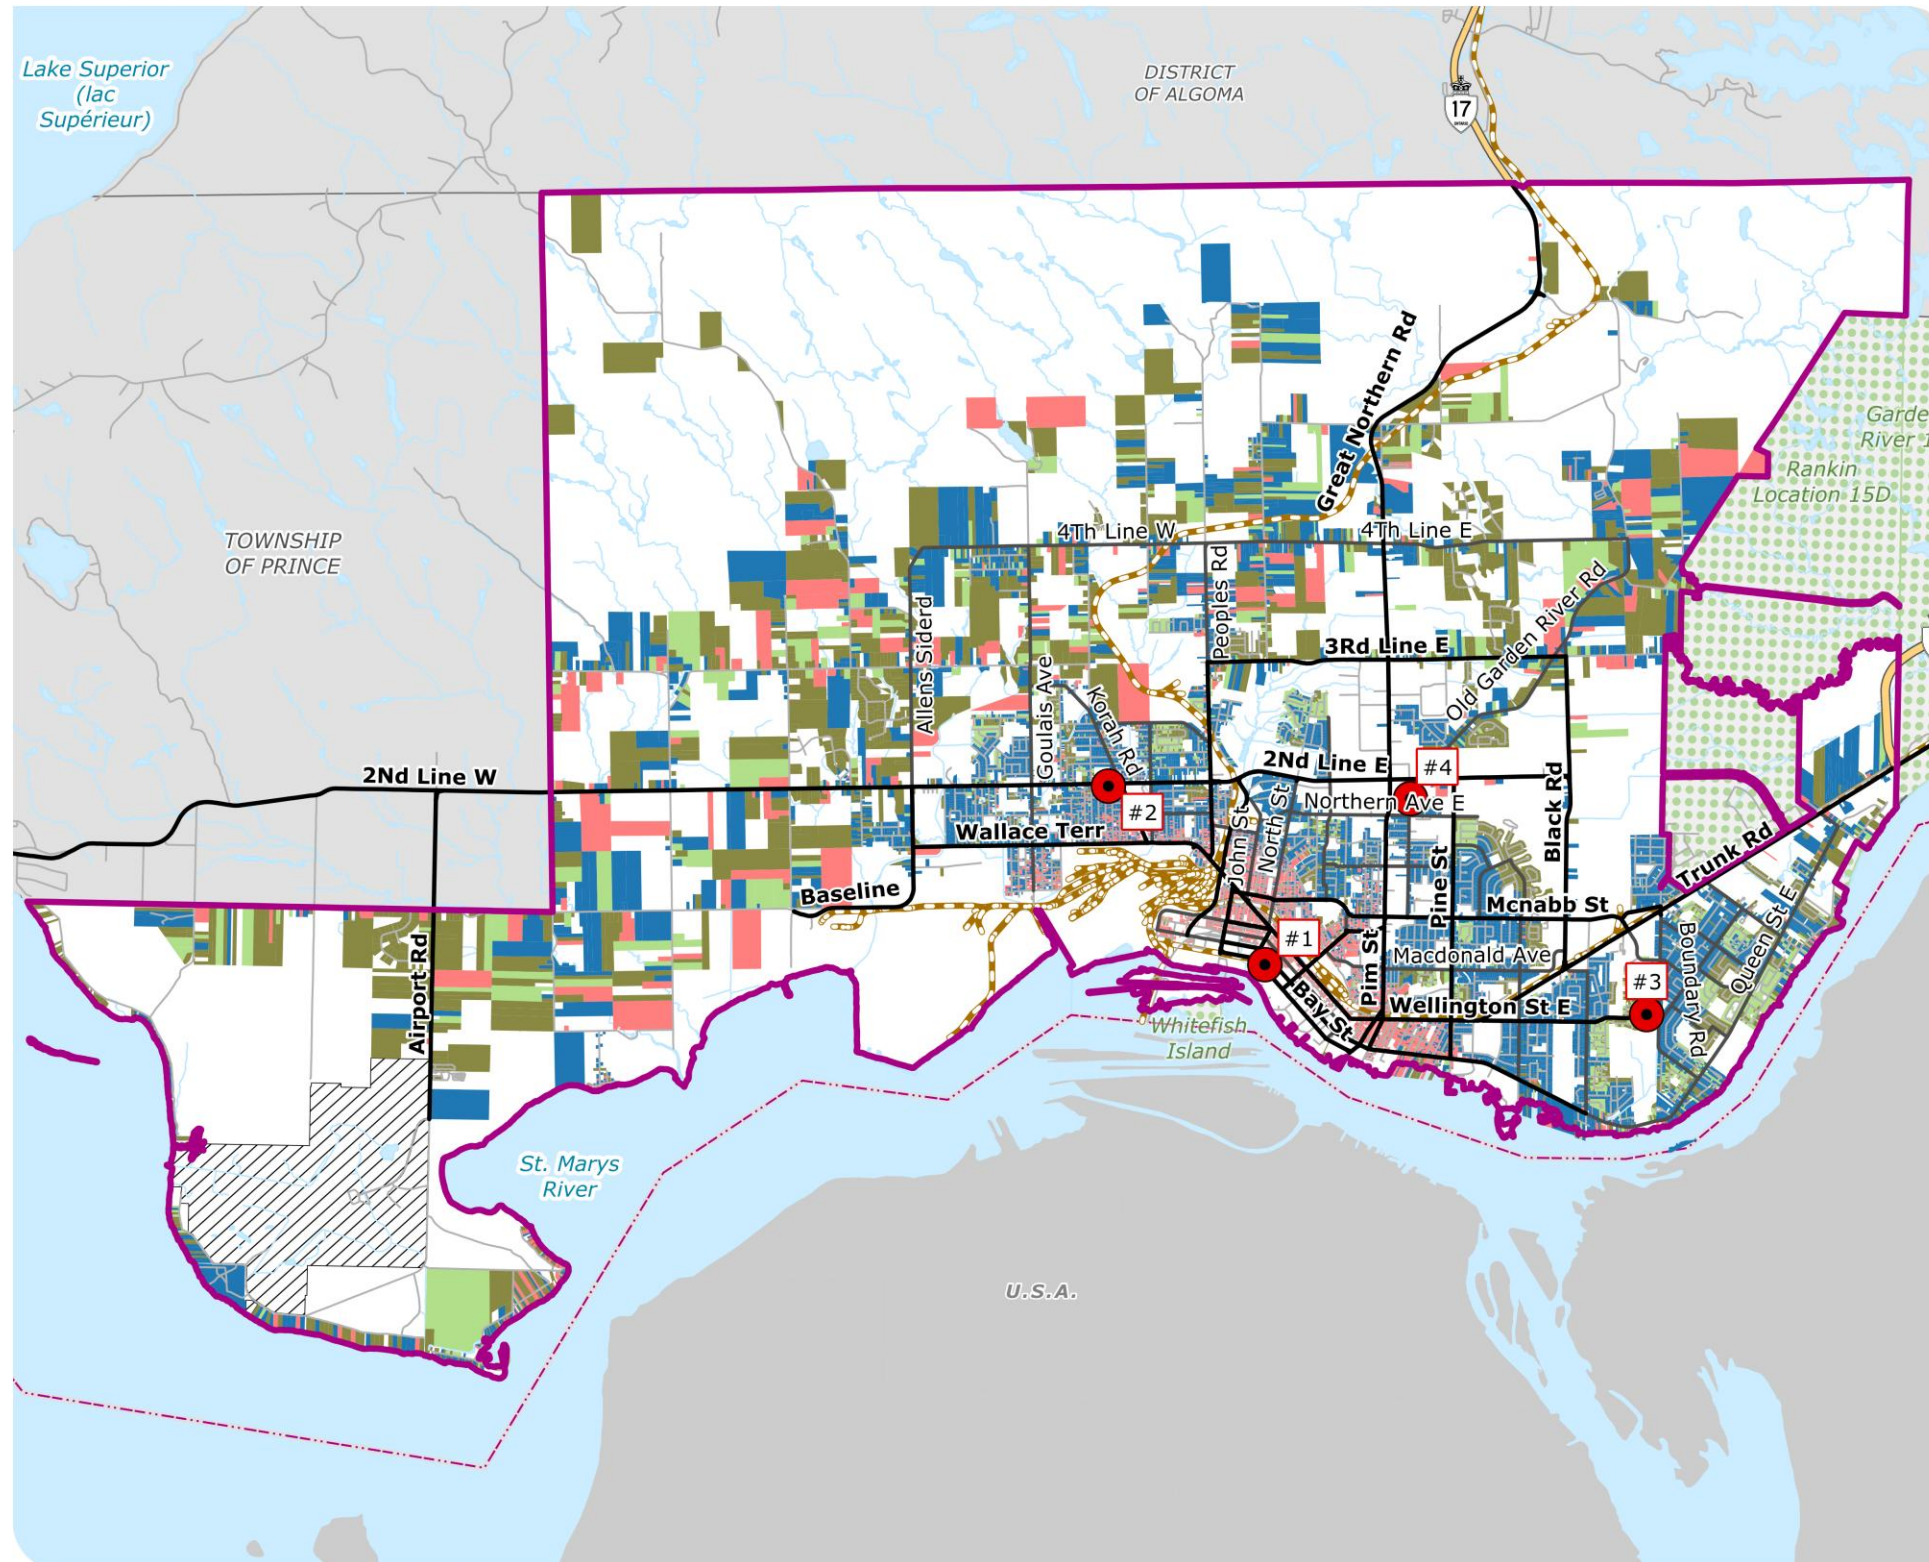 Lake Superior
(lac
Supérieur)
DISTRICT
OF ALGOMA
17
Great Northern Rd
Garde
River 1
Rankin
Location 15D
4Th Line W
4Th Line E
TOWNSHIP
OF PRINCE
Peoples Rd
Allens Siderd
3Rd Line E
Old Garden River Rd
Goulais Ave
Korah Rd
2Nd Line W
2Nd Line E
#4
#2
Northern Ave E
Wallace Terr
John St
North St
Black Rd
Trunk Rd
Baseline
Pine St
Mcnabb St
Queen St E
Airport Rd
#1
Pim St
Macdonald Ave
Boundary Rd
#3
Bay St
Wellington St E
Whitefish
Island
St. Marys
River
U.S.A.